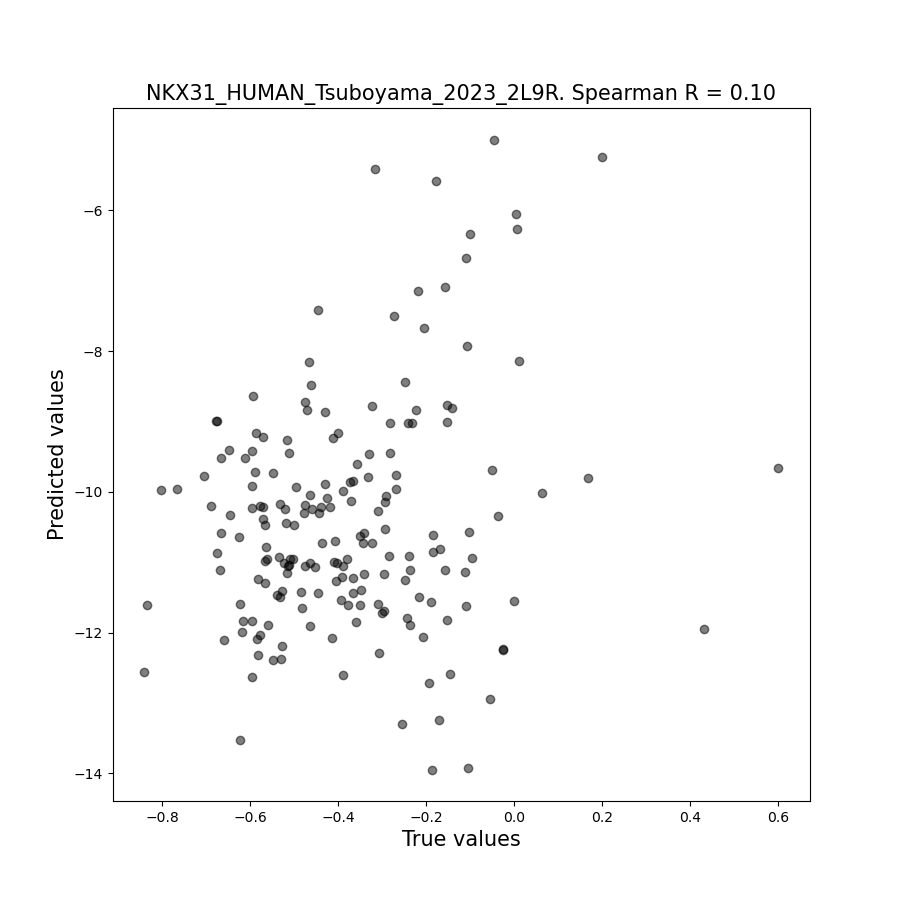 NKX31_HUMAN_Tsuboyama_2023_2L9R. Spearman R = 0.10
Predicted values
−6
−8
−10
−12
−14
−0.8 −0.6 −0.4 −0.2 0.0 0.2 0.4 0.6
True values